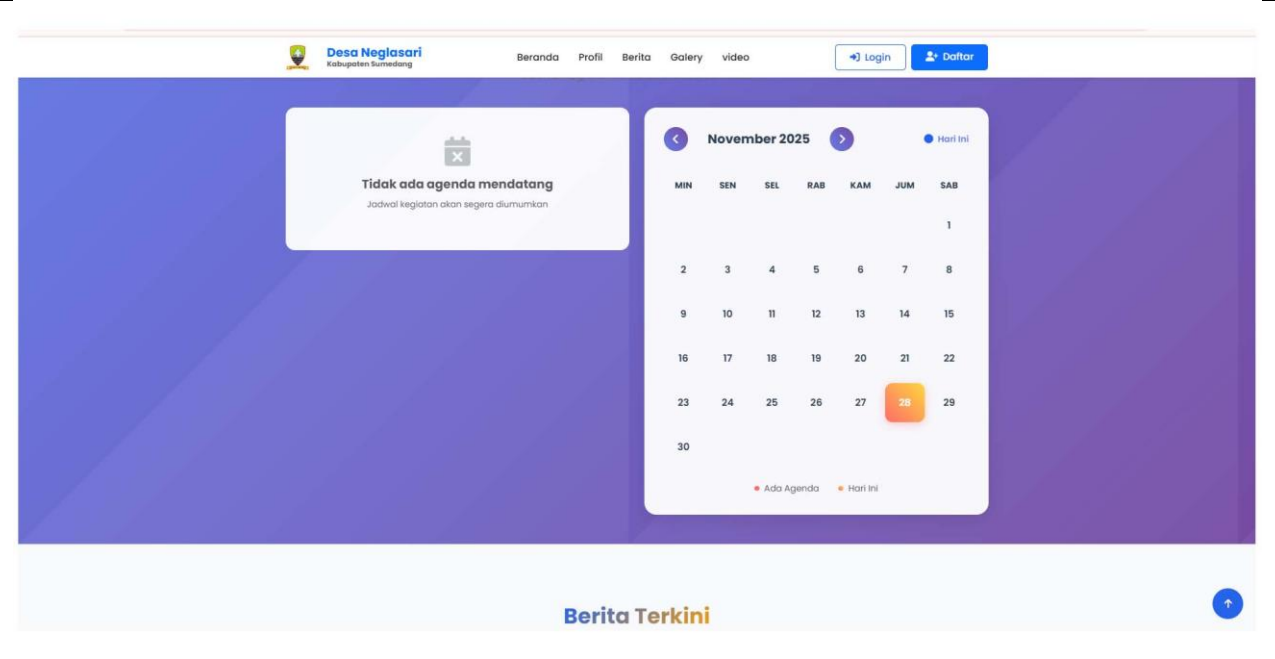 Desa Neglasari
Kabupaten Sumedang
Beranda Profil Berita Galery video
Login
Daftar
Tidak ada agenda mendatang
Jadwal kegiatan akan segera diumumkan
November 2025
Hari Ini
MIN SEN SEL RAB KAM JUM SAB
1
2 3 4 5 6 7 8
9 10 11 12 13 14 15
16 17 18 19 20 21 22
23 24 25 26 27 28 29
30
Ada Agenda Hari Ini
Berita Terkini